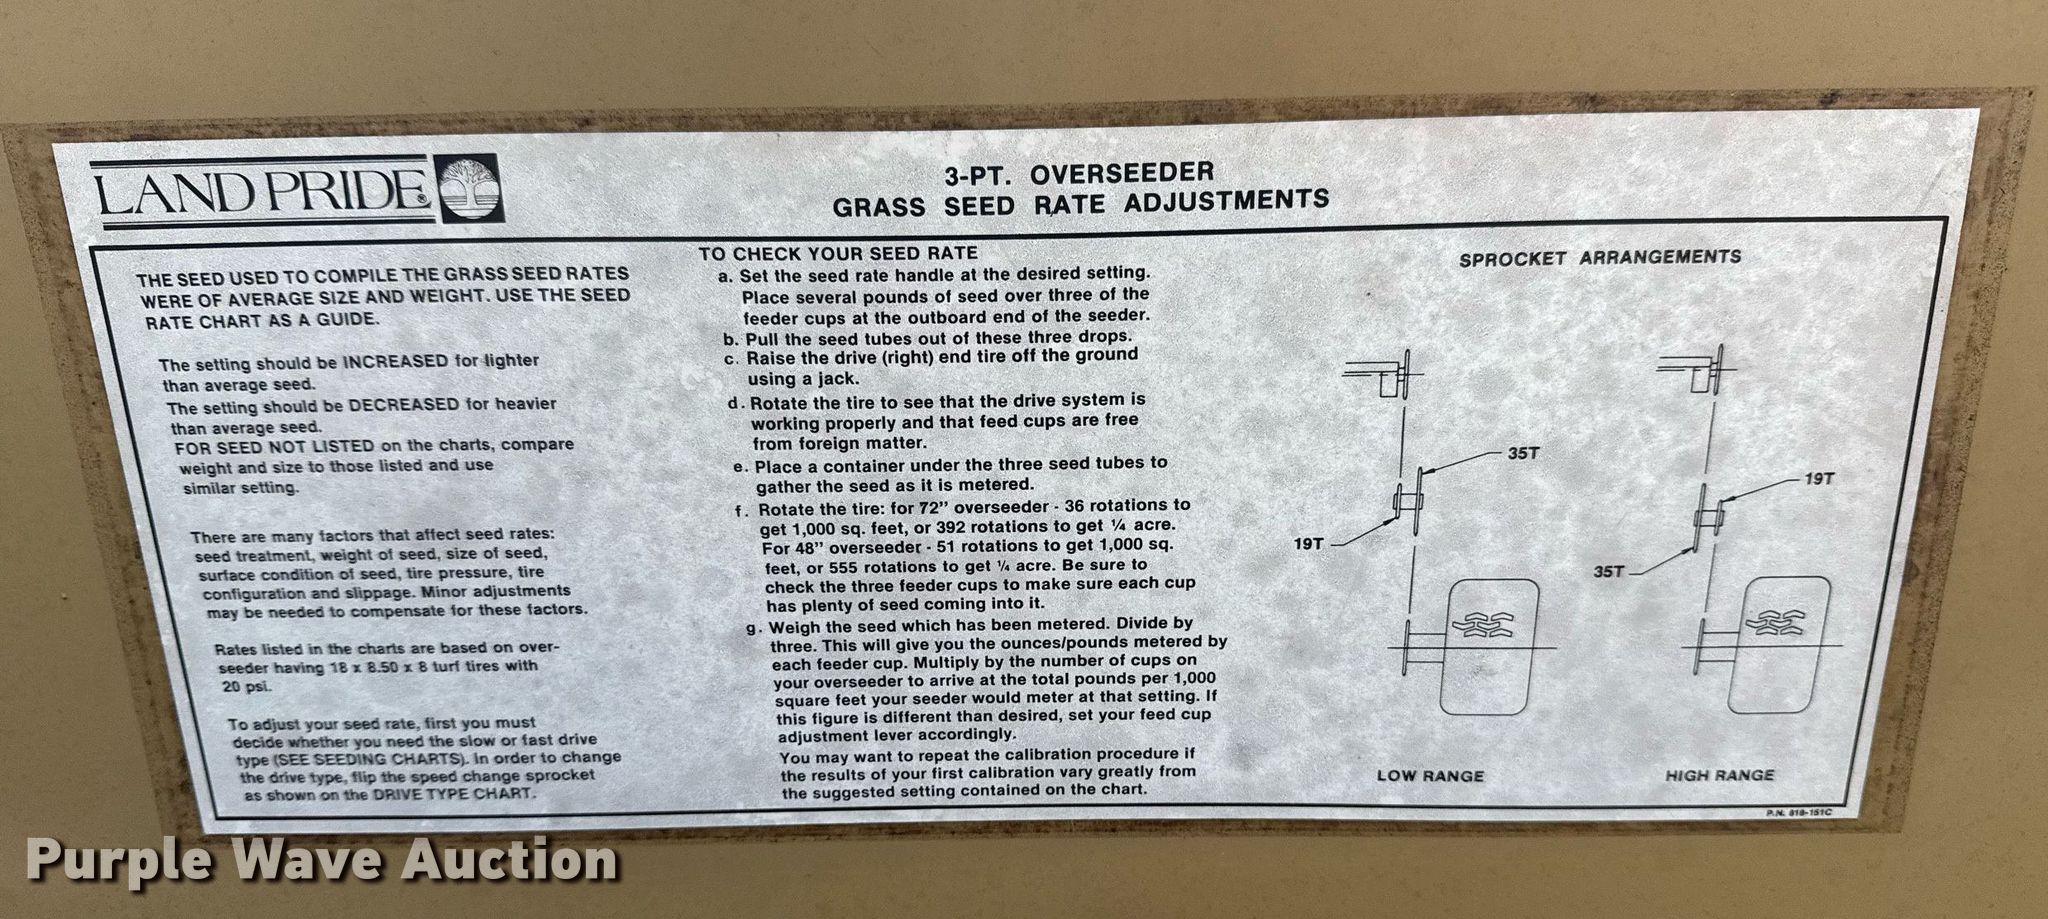 LAND PRIDE®
3-PT. OVERSEEDER
GRASS SEED RATE ADJUSTMENTS
THE SEED USED TO COMPILE THE GRASS SEED RATES
WERE OF AVERAGE SIZE AND WEIGHT. USE THE SEED
RATE CHART AS A GUIDE.
The setting should be INCREASED for lighter
than average seed.
The setting should be DECREASED for heavier
than average seed.
FOR SEED NOT LISTED on the charts, compare
weight and size to those listed and use
similar setting.
There are many factors that affect seed rates:
seed treatment, weight of seed, size of seed,
surface condition of seed, tire pressure, tire
configuration and slippage. Minor adjustments
may be needed to compensate for these factors.
Rates listed in the charts are based on over-
seeder having 18 x 8.50 x 8 turf tires with
20 psi.
To adjust your seed rate, first you must
decide whether you need the slow or fast drive
type (SEE SEEDING CHARTS). In order to change
the drive type, flip the speed change sprocket
as shown on the DRIVE TYPE CHART.
TO CHECK YOUR SEED RATE
a. Set the seed rate handle at the desired setting.
Place several pounds of seed over three of the
feeder cups at the outboard end of the seeder.
b. Pull the seed tubes out of these three drops.
c. Raise the drive (right) end tire off the ground
using a jack.
d. Rotate the tire to see that the drive system is
working properly and that feed cups are free
from foreign matter.
e. Place a container under the three seed tubes to
gather the seed as it is metered.
f. Rotate the tire: for 72" overseeder - 36 rotations to
get 1,000 sq. feet, or 392 rotations to get ¼ acre.
For 48" overseeder - 51 rotations to get 1,000 sq.
feet, or 555 rotations to get ¼ acre. Be sure to
check the three feeder cups to make sure each cup
has plenty of seed coming into it.
g. Weigh the seed which has been metered. Divide by
three. This will give you the ounces/pounds metered by
each feeder cup. Multiply by the number of cups on
your overseeder to arrive at the total pounds per 1,000
square feet your seeder would meter at that setting. If
this figure is different than desired, set your feed cup
adjustment lever accordingly.
You may want to repeat the calibration procedure if
the results of your first calibration vary greatly from
the suggested setting contained on the chart.
SPROCKET ARRANGEMENTS
35T
19T
LOW RANGE
19T
35T
HIGH RANGE
P.N. 818-151C
Purple Wave Auction